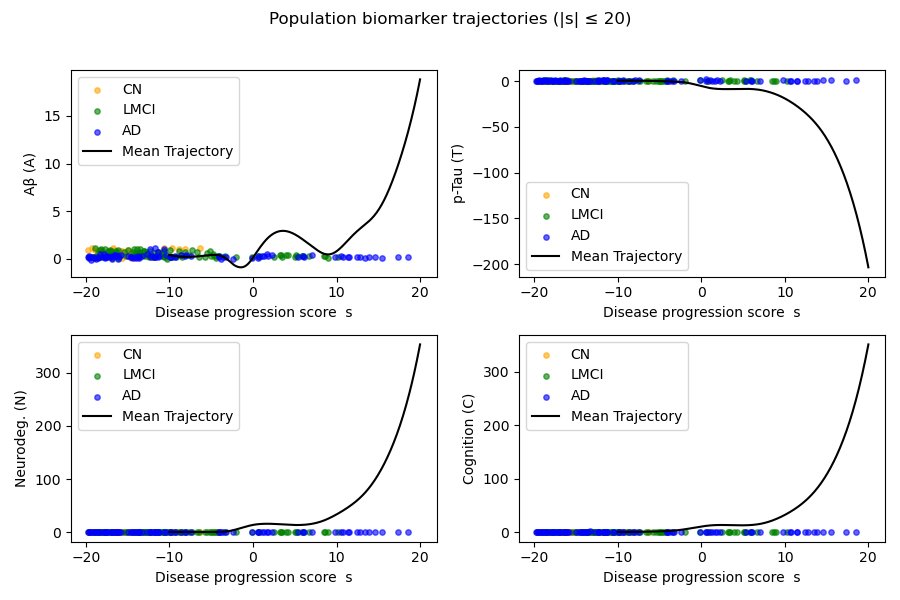 Population biomarker trajectories (|s| ≤ 20)
Aβ (A)
15
10
5
0
CN
LMCI
AD
Mean Trajectory
−20
−10
0
10
20
Disease progression score s
p-Tau (T)
0
−50
−100
−150
−200
CN
LMCI
AD
Mean Trajectory
−20
−10
0
10
20
Disease progression score s
Neurodeg. (N)
300
200
100
0
CN
LMCI
AD
Mean Trajectory
−20
−10
0
10
20
Disease progression score s
Cognition (C)
300
200
100
0
CN
LMCI
AD
Mean Trajectory
−20
−10
0
10
20
Disease progression score s